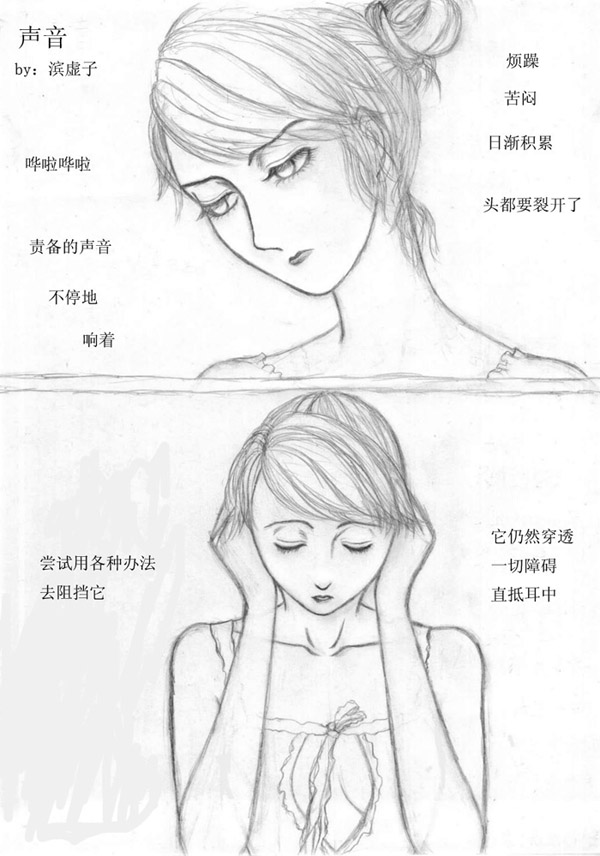 声音
by：滨虚子
烦躁
苦闷
日渐积累
头都要裂开了
哗啦哗啦
责备的声音
不停地
响着
尝试用各种办法
去阻挡它
它仍然穿透
一切障碍
直抵耳中